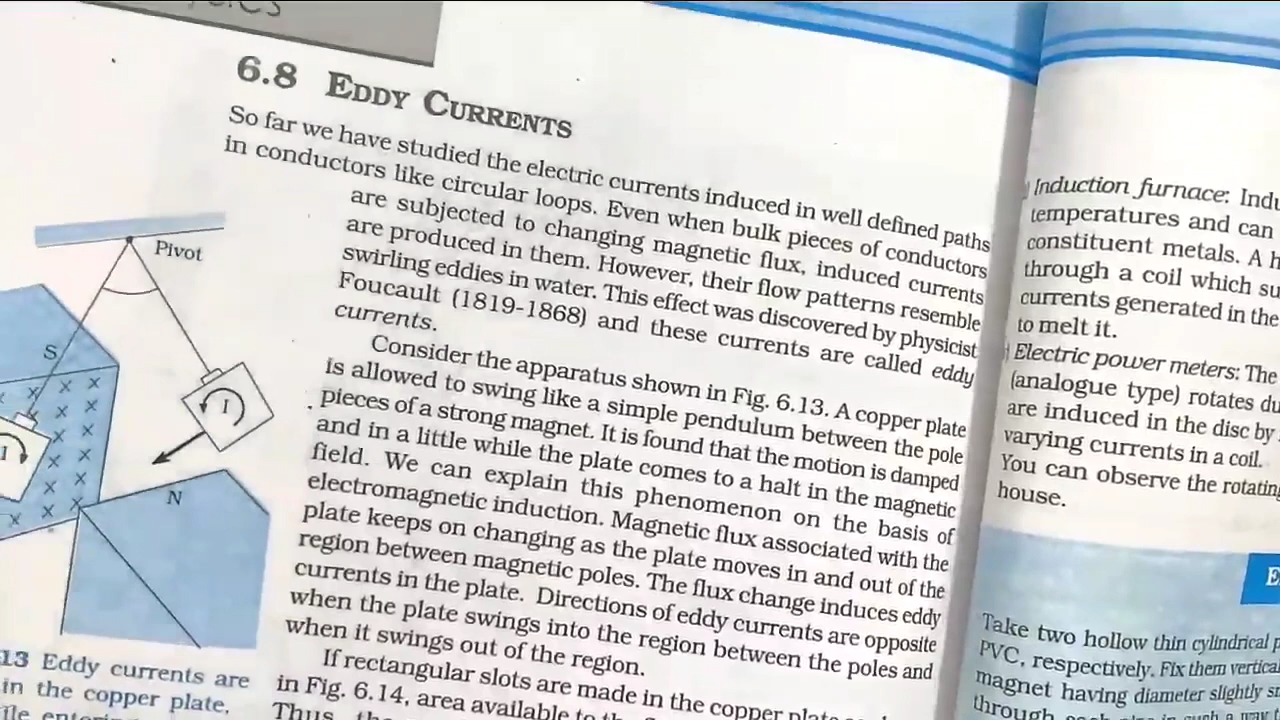 6.8 EDDY CURRENTS
So far we have studied the electric currents induced in well defined paths
in conductors like circular loops. Even when bulk pieces of conductors
are subjected to changing magnetic flux, induced currents
are produced in them. However, their flow patterns resemble
swirling eddies in water. This effect was discovered by physicist
Foucault (1819-1868) and these currents are called eddy
currents.
Consider the apparatus shown in Fig. 6.13. A copper plate
is allowed to swing like a simple pendulum between the pole
pieces of a strong magnet. It is found that the motion is damped
and in a little while the plate comes to a halt in the magnetic
field. We can explain this phenomenon on the basis of
electromagnetic induction. Magnetic flux associated with the
plate keeps on changing as the plate moves in and out of the
region between magnetic poles. The flux change induces eddy
currents in the plate. Directions of eddy currents are opposite
when the plate swings into the region between the poles and
when it swings out of the region.
If rectangular slots are made in the copper plate
in Fig. 6.14, area available to the
Thus, the
Pivot
S
I
I
N
13 Eddy currents are
in the copper plate,
Induction furnace: Indu
temperatures and can
constituent metals. A h
through a coil which su
currents generated in the
to melt it.
Electric power meters: The
(analogue type) rotates du
are induced in the disc by
varying currents in a coil.
You can observe the rotating
house.
E
Take two hollow thin cylindrical p
PVC, respectively. Fix them vertica
magnet having diameter slightly sm
through each